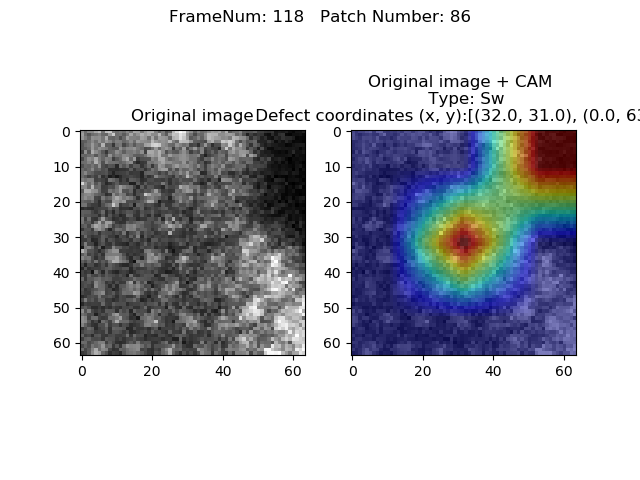 FrameNum: 118   Patch Number: 86
Original image + CAM
Type: Sw
Original image
Defect coordinates (x, y):[(32.0, 31.0), (0.0, 63
0
10
20
30
40
50
60
0 20 40 60
0
10
20
30
40
50
60
0 20 40 60